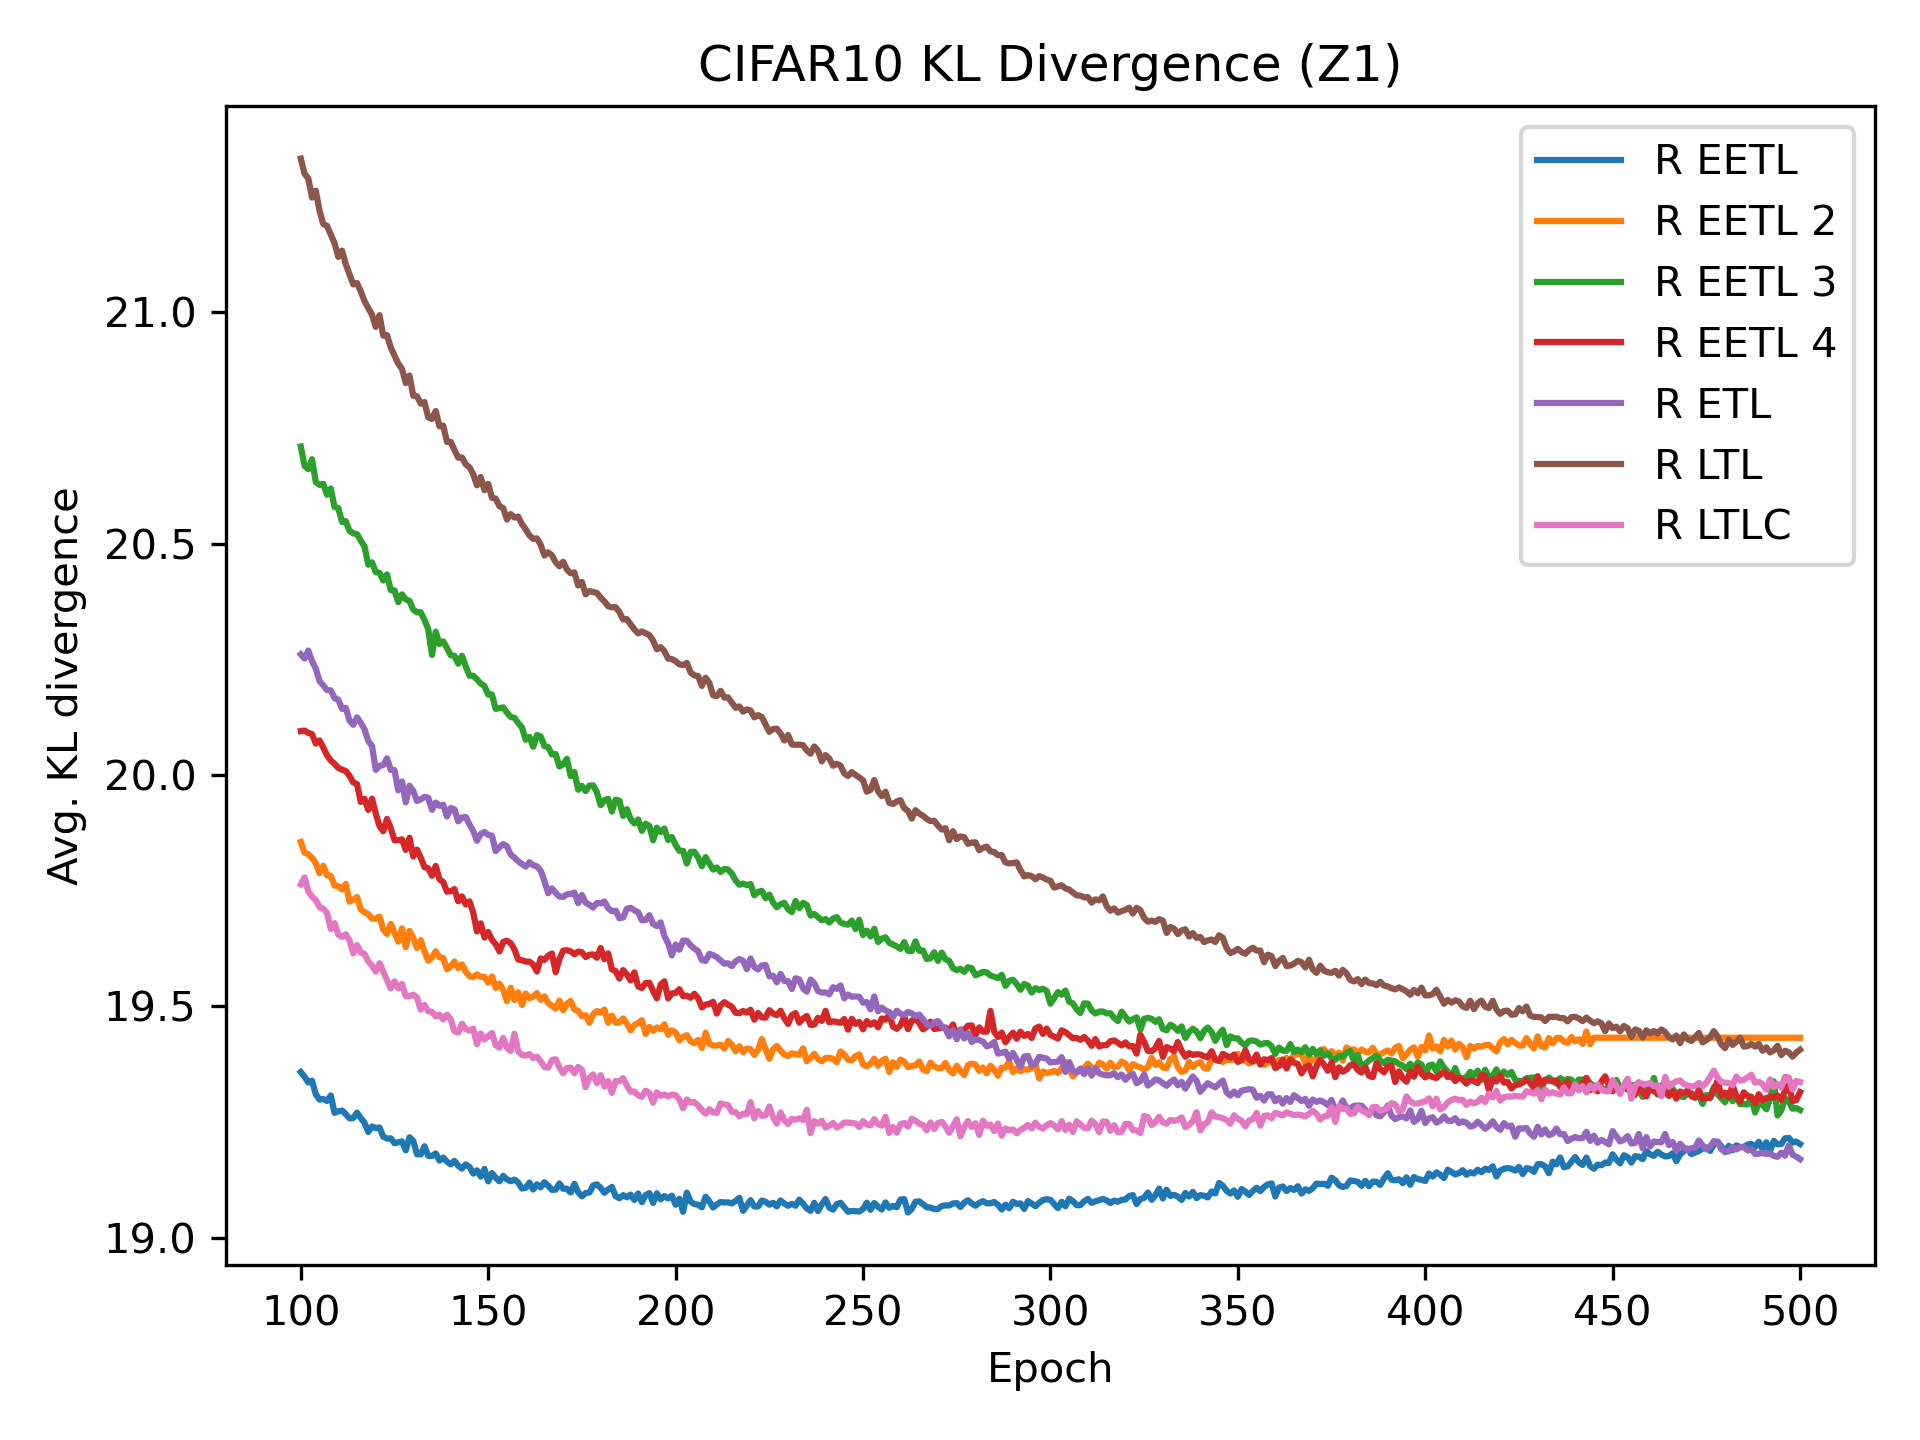 CIFAR10 KL Divergence (Z1)
R EETL
R EETL 2
R EETL 3
R EETL 4
R ETL
R LTL
R LTLC
Avg. KL divergence
21.0
20.5
20.0
19.5
19.0
100 150 200 250 300 350 400 450 500
Epoch